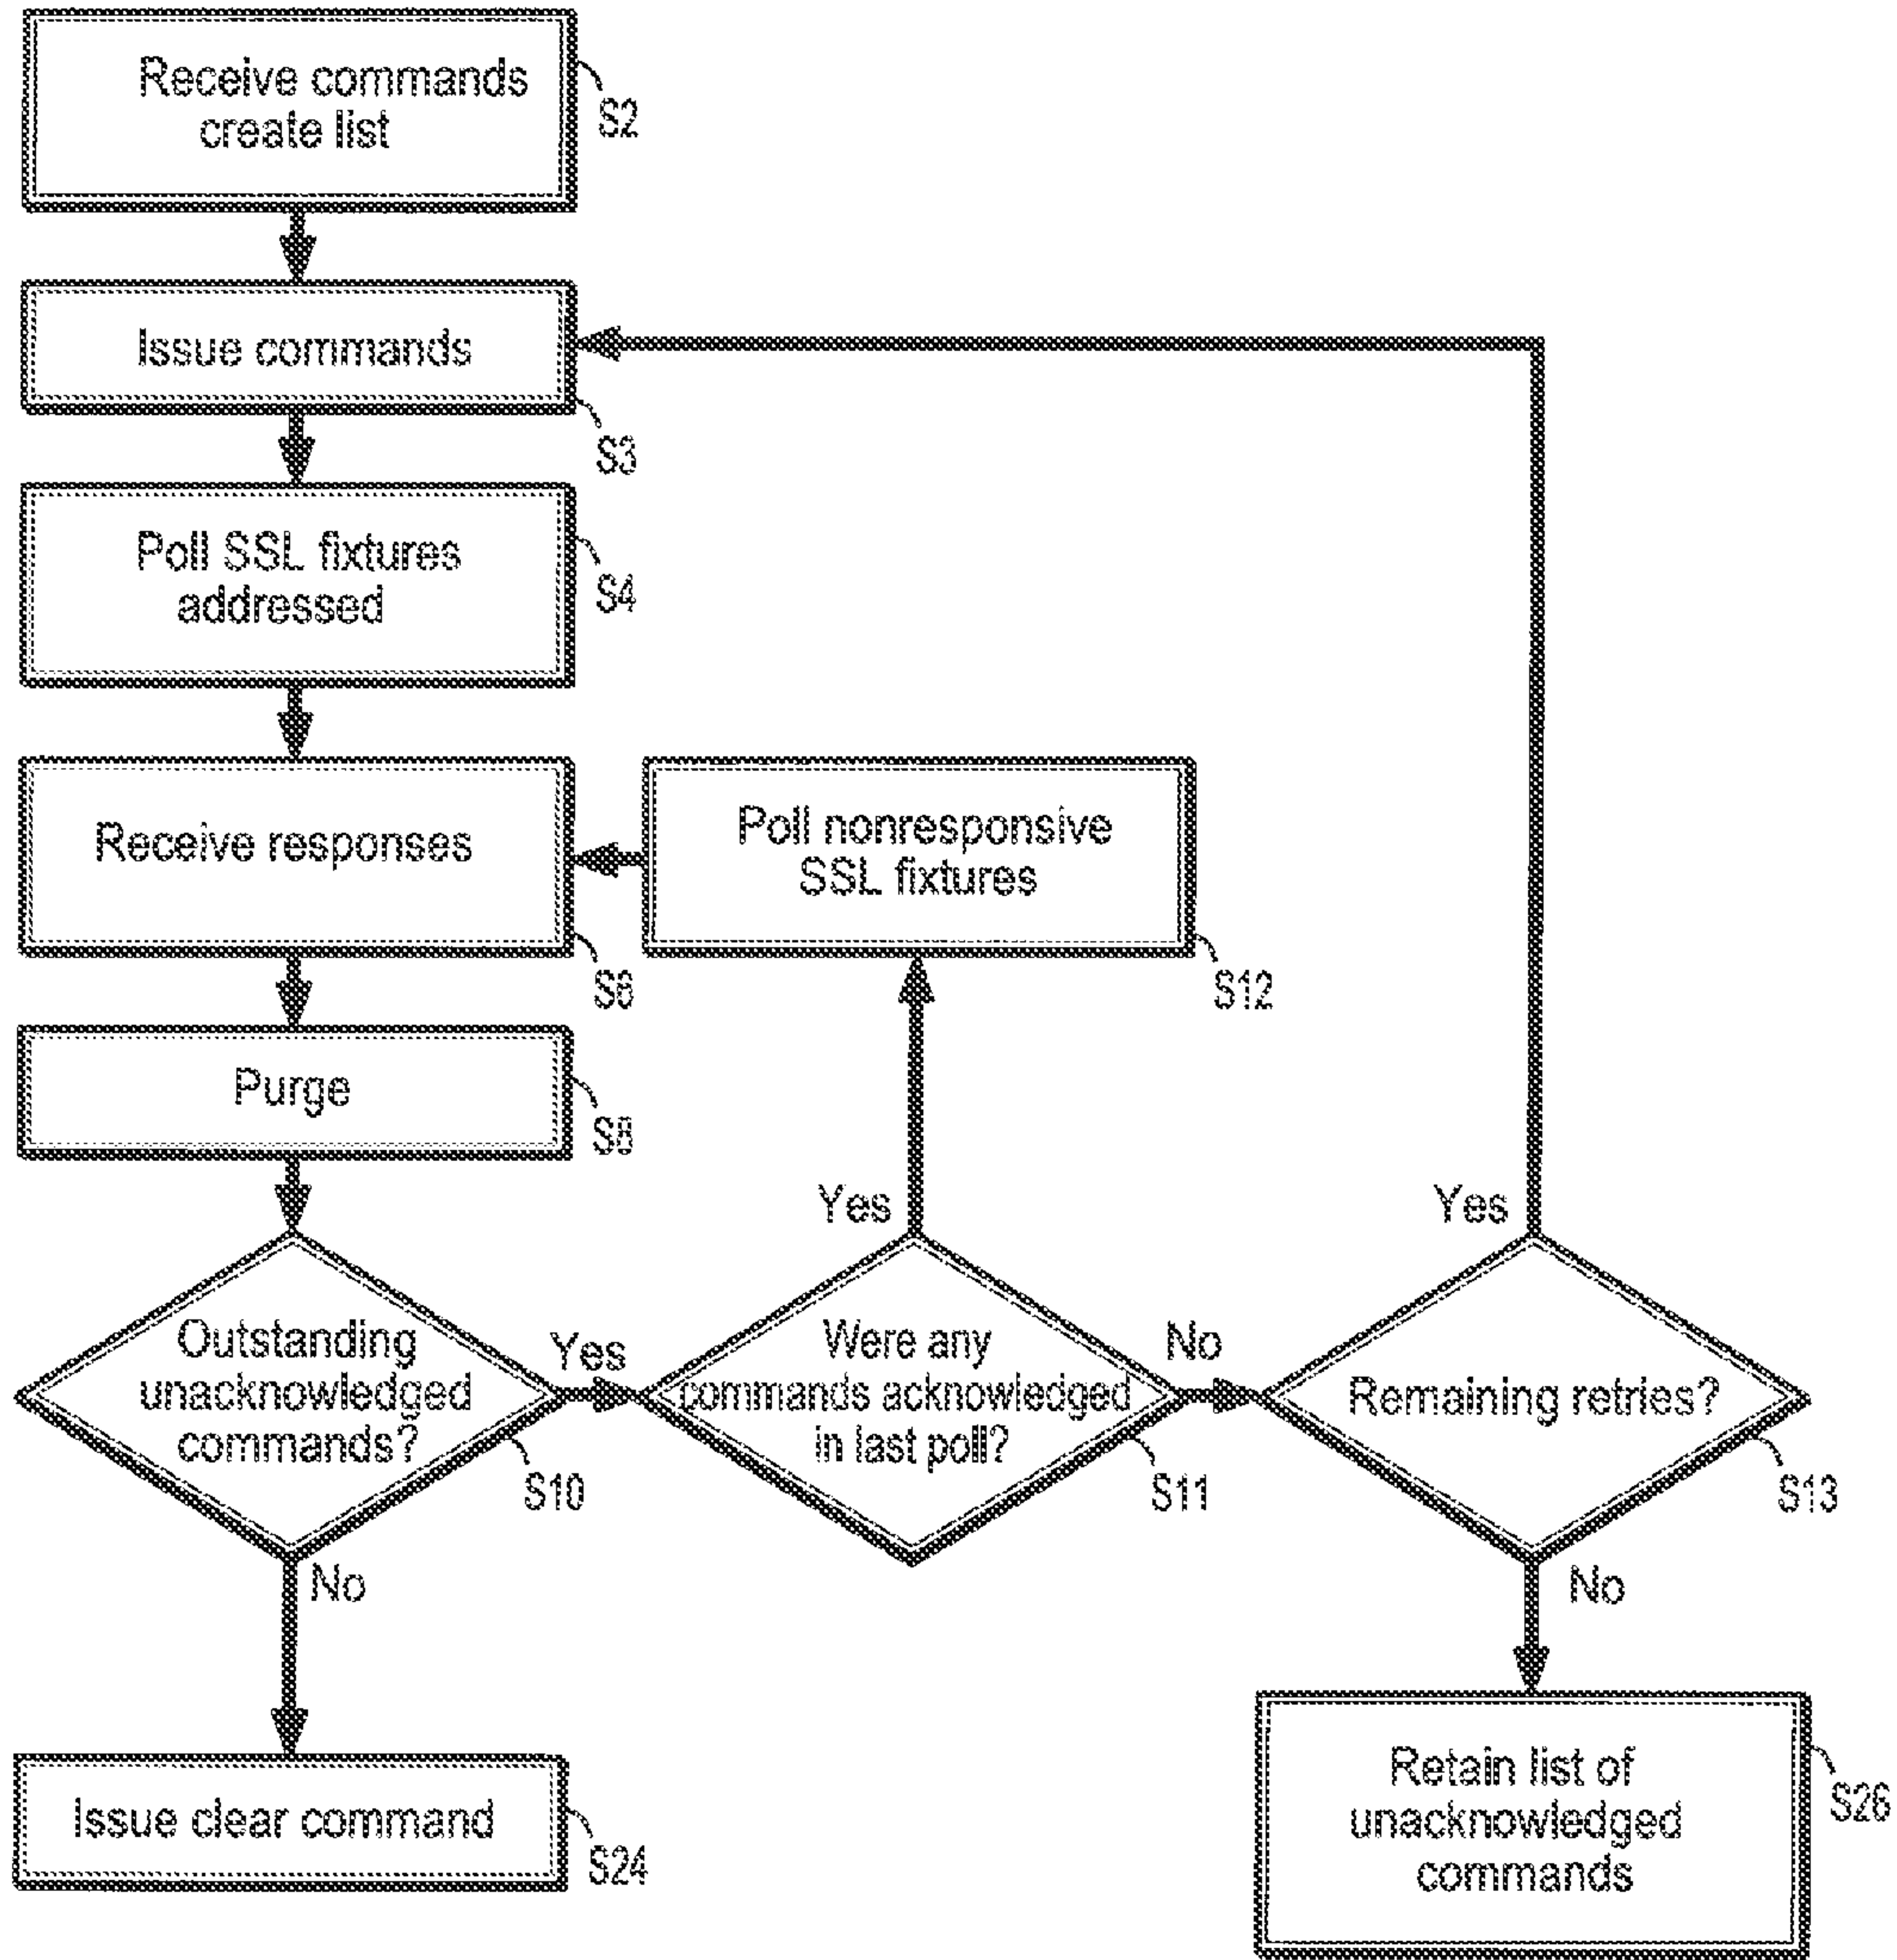 Receive commands
create list
S2
Issue commands
S3
Poll SSL fixtures
addressed
S4
Receive responses
S6
Poll nonresponsive
SSL fixtures
S12
Purge
S8
Yes
Yes
Outstanding
unacknowledged
commands?
S10
Yes
Were any
commands acknowledged
in last poll?
S11
No
Remaining retries?
S13
No
No
Issue clear command
S24
Retain list of
unacknowledged
commands
S26